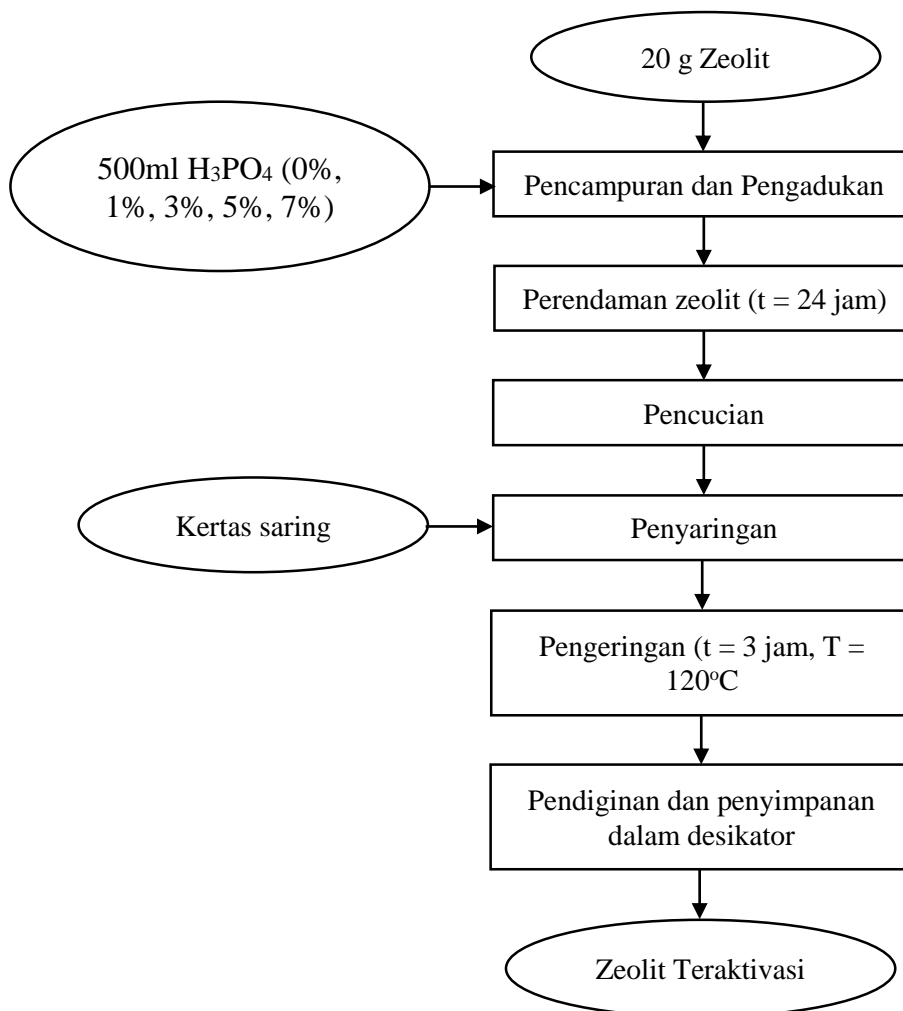 20 g Zeolit
500ml H₃PO₄ (0%,
1%, 3%, 5%, 7%)
Pencampuran dan Pengadukan
Perendaman zeolit (t = 24 jam)
Pencucian
Kertas saring
Penyaringan
Pengeringan (t = 3 jam, T =
120°C
Pendiginan dan penyimpanan
dalam desikator
Zeolit Teraktivasi